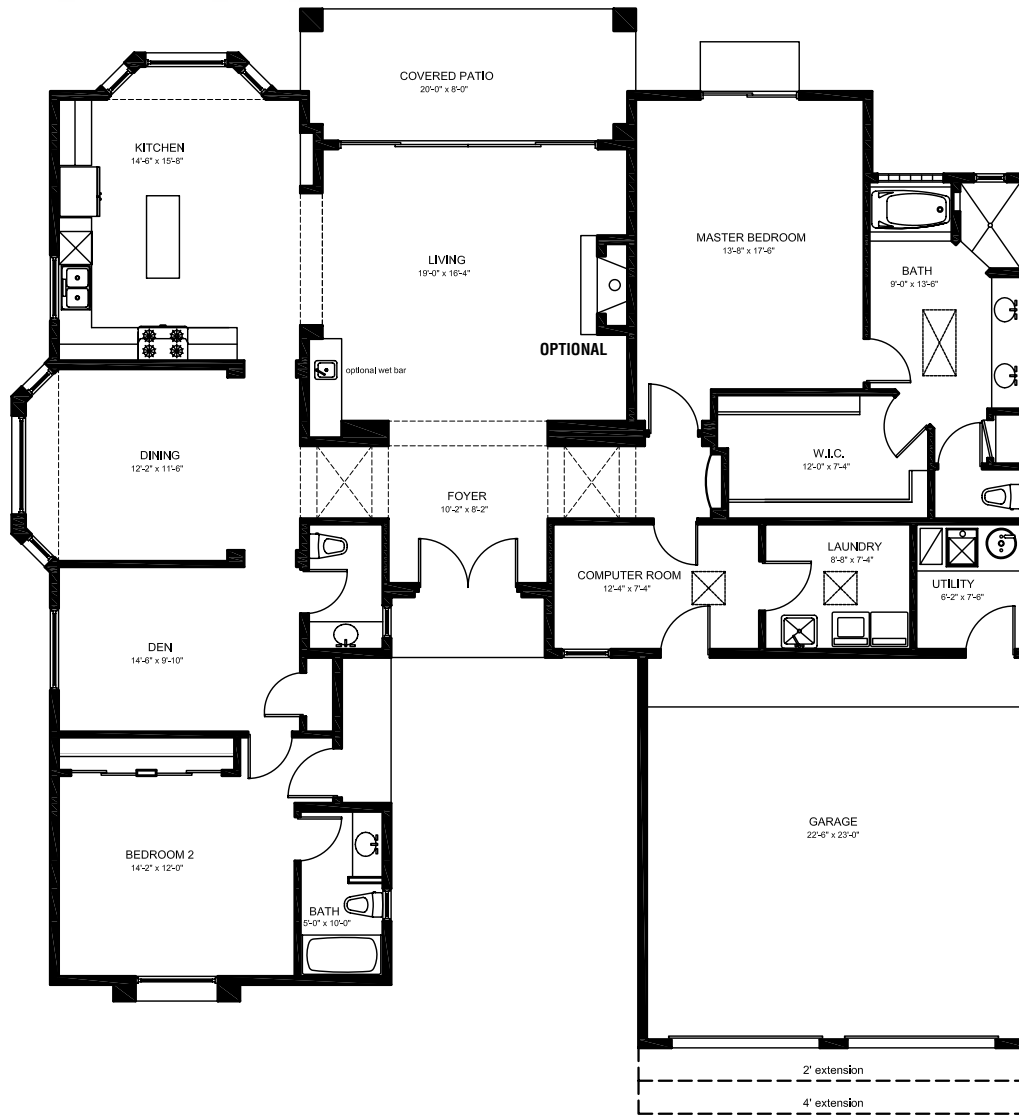 COVERED PATIO
20'-0" x 8'-0"
KITCHEN
14'-6" x 15'-8"
LIVING
19'-0" x 16'-4"
MASTER BEDROOM
13'-8" x 17'-6"
BATH
9'-0" x 13'-6"
OPTIONAL
optional wet bar
DINING
12'-2" x 11'-6"
W.I.C.
12'-0" x 7'-4"
FOYER
10'-2" x 8'-2"
COMPUTER ROOM
12'-4" x 7'-4"
LAUNDRY
8'-8" x 7'-4"
UTILITY
6'-2" x 7'-6"
DEN
14'-6" x 9'-10"
GARAGE
22'-6" x 23'-0"
BEDROOM 2
14'-2" x 12'-0"
BATH
5'-0" x 10'-0"
2' extension
4' extension